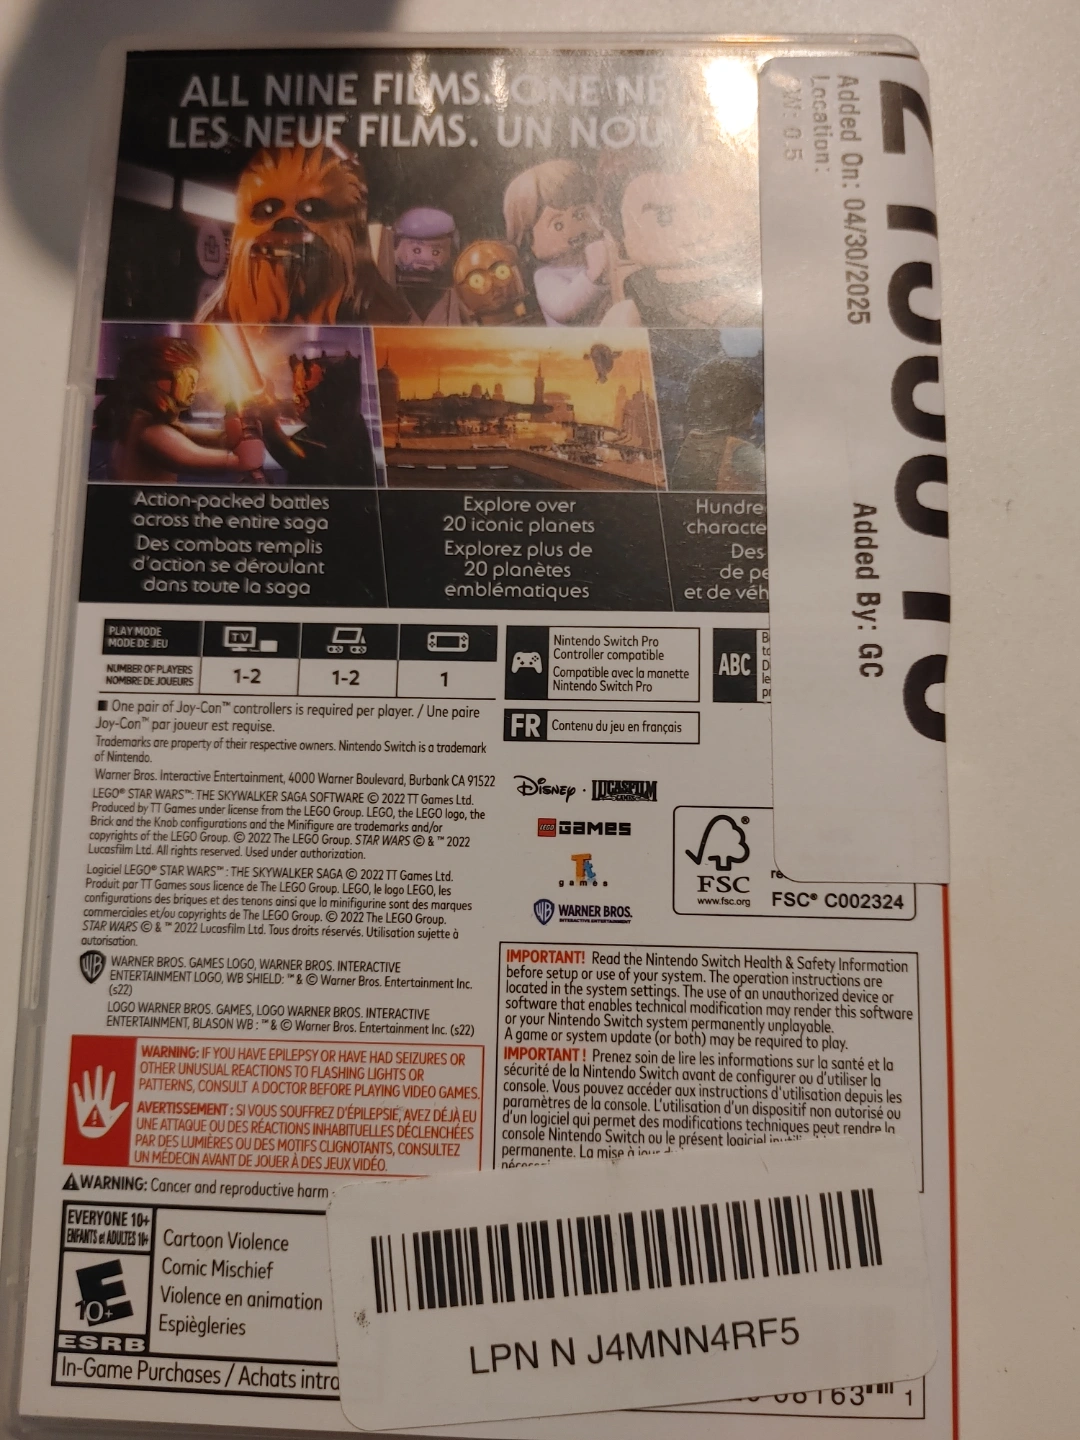 ALL NINE FILMS. ONE NE
LES NEUF FILMS. UN NOUV
Added On: 04/30/2025
Location:
W: 0.5
Added By: GC
Action-packed battles
across the entire saga
Des combats remplis
d'action se déroulant
dans toute la saga
Explore over
20 iconic planets
Explorez plus de
20 planètes
emblématiques
Hundre
characte
Des
de pe
et de véh
PLAY MODE
MODE DE JEU
TV
NUMBER OF PLAYERS
NOMBRE DE JOUEURS
1-2
1-2
1
Nintendo Switch Pro
Controller compatible
Compatible avec la manette
Nintendo Switch Pro
ABC
FR Contenu du jeu en français
■ One pair of Joy-Con™ controllers is required per player. / Une paire
Joy-Con™ par joueur est requise.
Trademarks are property of their respective owners. Nintendo Switch is a trademark
of Nintendo.
Warner Bros. Interactive Entertainment, 4000 Warner Boulevard, Burbank CA 91522
LEGO® STAR WARS™: THE SKYWALKER SAGA SOFTWARE © 2022 TT Games Ltd.
Produced by TT Games under license from the LEGO Group. LEGO, the LEGO logo, the
Brick and the Knob configurations and the Minifigure are trademarks and/or
copyrights of the LEGO Group. © 2022 The LEGO Group. STAR WARS © & ™ 2022
Lucasfilm Ltd. All rights reserved. Used under authorization.
Logiciel LEGO® STAR WARS™ : THE SKYWALKER SAGA © 2022 TT Games Ltd.
Produit par TT Games sous licence de The LEGO Group. LEGO, le logo LEGO, les
configurations des briques et des tenons ainsi que la minifigurine sont des marques
commerciales et/ou copyrights de The LEGO Group. © 2022 The LEGO Group.
STAR WARS © & ™ 2022 Lucasfilm Ltd. Tous droits réservés. Utilisation sujette à
autorisation.
WARNER BROS. GAMES LOGO, WARNER BROS. INTERACTIVE
ENTERTAINMENT LOGO, WB SHIELD: ™ & © Warner Bros. Entertainment Inc.
(s22)
LOGO WARNER BROS. GAMES, LOGO WARNER BROS. INTERACTIVE
ENTERTAINMENT, BLASON WB : ™ & © Warner Bros. Entertainment Inc. (s22)
Disney · LUCASFILM
GAMES
LEGO GAMES
games
WB WARNER BROS.
INTERACTIVE ENTERTAINMENT
FSC
www.fsc.org
FSC® C002324
WARNING: IF YOU HAVE EPILEPSY OR HAVE HAD SEIZURES OR
OTHER UNUSUAL REACTIONS TO FLASHING LIGHTS OR
PATTERNS, CONSULT A DOCTOR BEFORE PLAYING VIDEO GAMES.
AVERTISSEMENT : SI VOUS SOUFFREZ D'ÉPILEPSIE, AVEZ DÉJÀ EU
UNE ATTAQUE OU DES RÉACTIONS INHABITUELLES DÉCLENCHÉES
PAR DES LUMIÈRES OU DES MOTIFS CLIGNOTANTS, CONSULTEZ
UN MÉDECIN AVANT DE JOUER À DES JEUX VIDÉO.
IMPORTANT! Read the Nintendo Switch Health & Safety Information
before setup or use of your system. The operation instructions are
located in the system settings. The use of an unauthorized device or
software that enables technical modification may render this software
or your Nintendo Switch system permanently unplayable.
A game or system update (or both) may be required to play.
IMPORTANT ! Prenez soin de lire les informations sur la santé et la
sécurité de la Nintendo Switch avant de configurer ou d'utiliser la
console. Vous pouvez accéder aux instructions d'utilisation depuis les
paramètres de la console. L'utilisation d'un dispositif non autorisé ou
d'un logiciel qui permet des modifications techniques peut rendre la
console Nintendo Switch ou le présent logiciel
permanente. La mise à jour
WARNING: Cancer and reproductive harm
EVERYONE 10+
ENFANTS et ADULTES 10+
E
10+
ESRB
Cartoon Violence
Comic Mischief
Violence en animation
Espiègleries
In-Game Purchases / Achats intra
LPN N J4MNN4RF5
08163
1